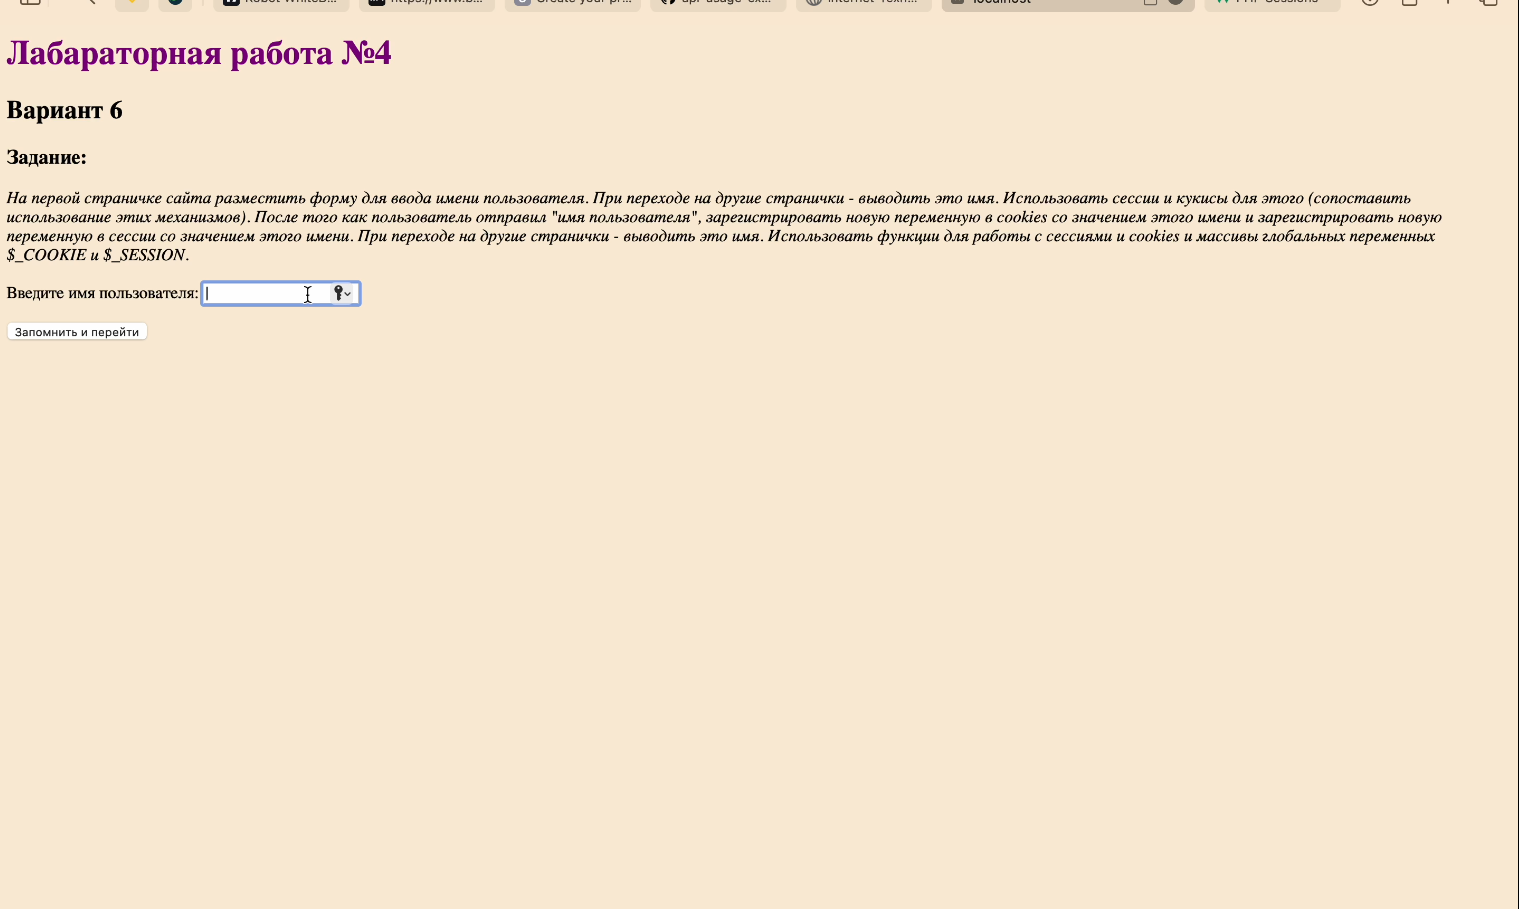 Лабараторная работа №4
Вариант 6
Задание:
На первой страничке сайта разместить форму для ввода имени пользователя. При переходе на другие странички - выводить это имя. Использовать сессии и кукисы для этого (сопоставить
использование этих механизмов). После того как пользователь отправил "имя пользователя", зарегистрировать новую переменную в cookies со значением этого имени и зарегистрировать новую
переменную в сессии со значением этого имени. При переходе на другие странички - выводить это имя. Использовать функции для работы с сессиями и cookies и массивы глобальных переменных
$_COOKIE и $_SESSION.
Введите имя пользователя:
Запомнить и перейти